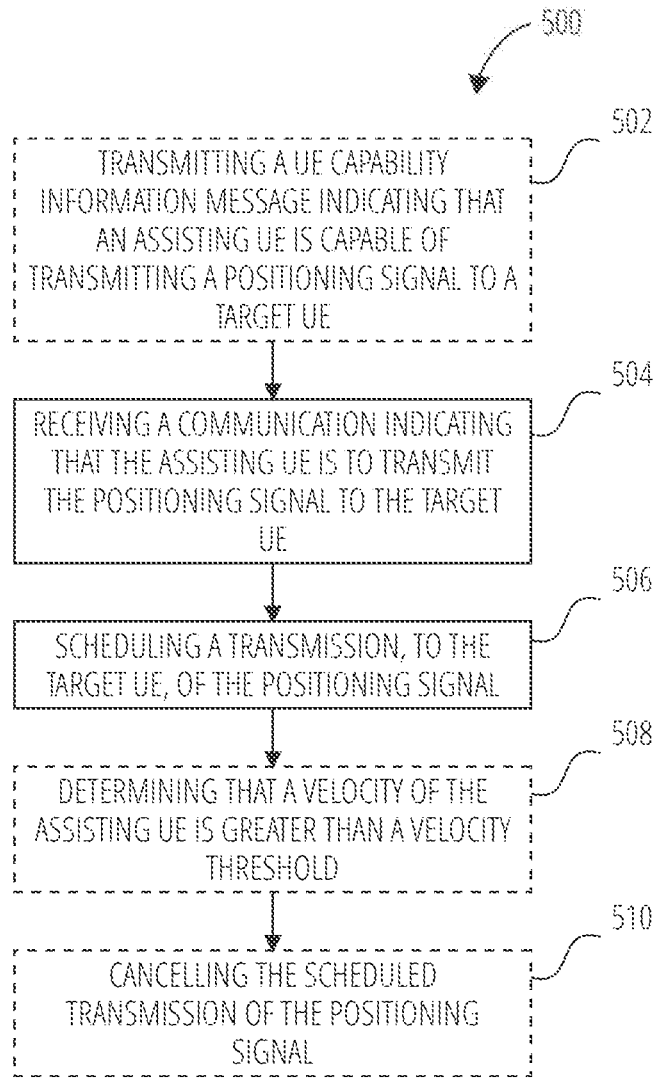 500
502
TRANSMITTING A UE CAPABILITY
INFORMATION MESSAGE INDICATING THAT
AN ASSISTING UE IS CAPABLE OF
TRANSMITTING A POSITIONING SIGNAL TO A
TARGET UE
504
RECEIVING A COMMUNICATION INDICATING
THAT THE ASSISTING UE IS TO TRANSMIT
THE POSITIONING SIGNAL TO THE TARGET
UE
506
SCHEDULING A TRANSMISSION, TO THE
TARGET UE, OF THE POSITIONING SIGNAL
508
DETERMINING THAT A VELOCITY OF THE
ASSISTING UE IS GREATER THAN A VELOCITY
THRESHOLD
510
CANCELLING THE SCHEDULED
TRANSMISSION OF THE POSITIONING
SIGNAL